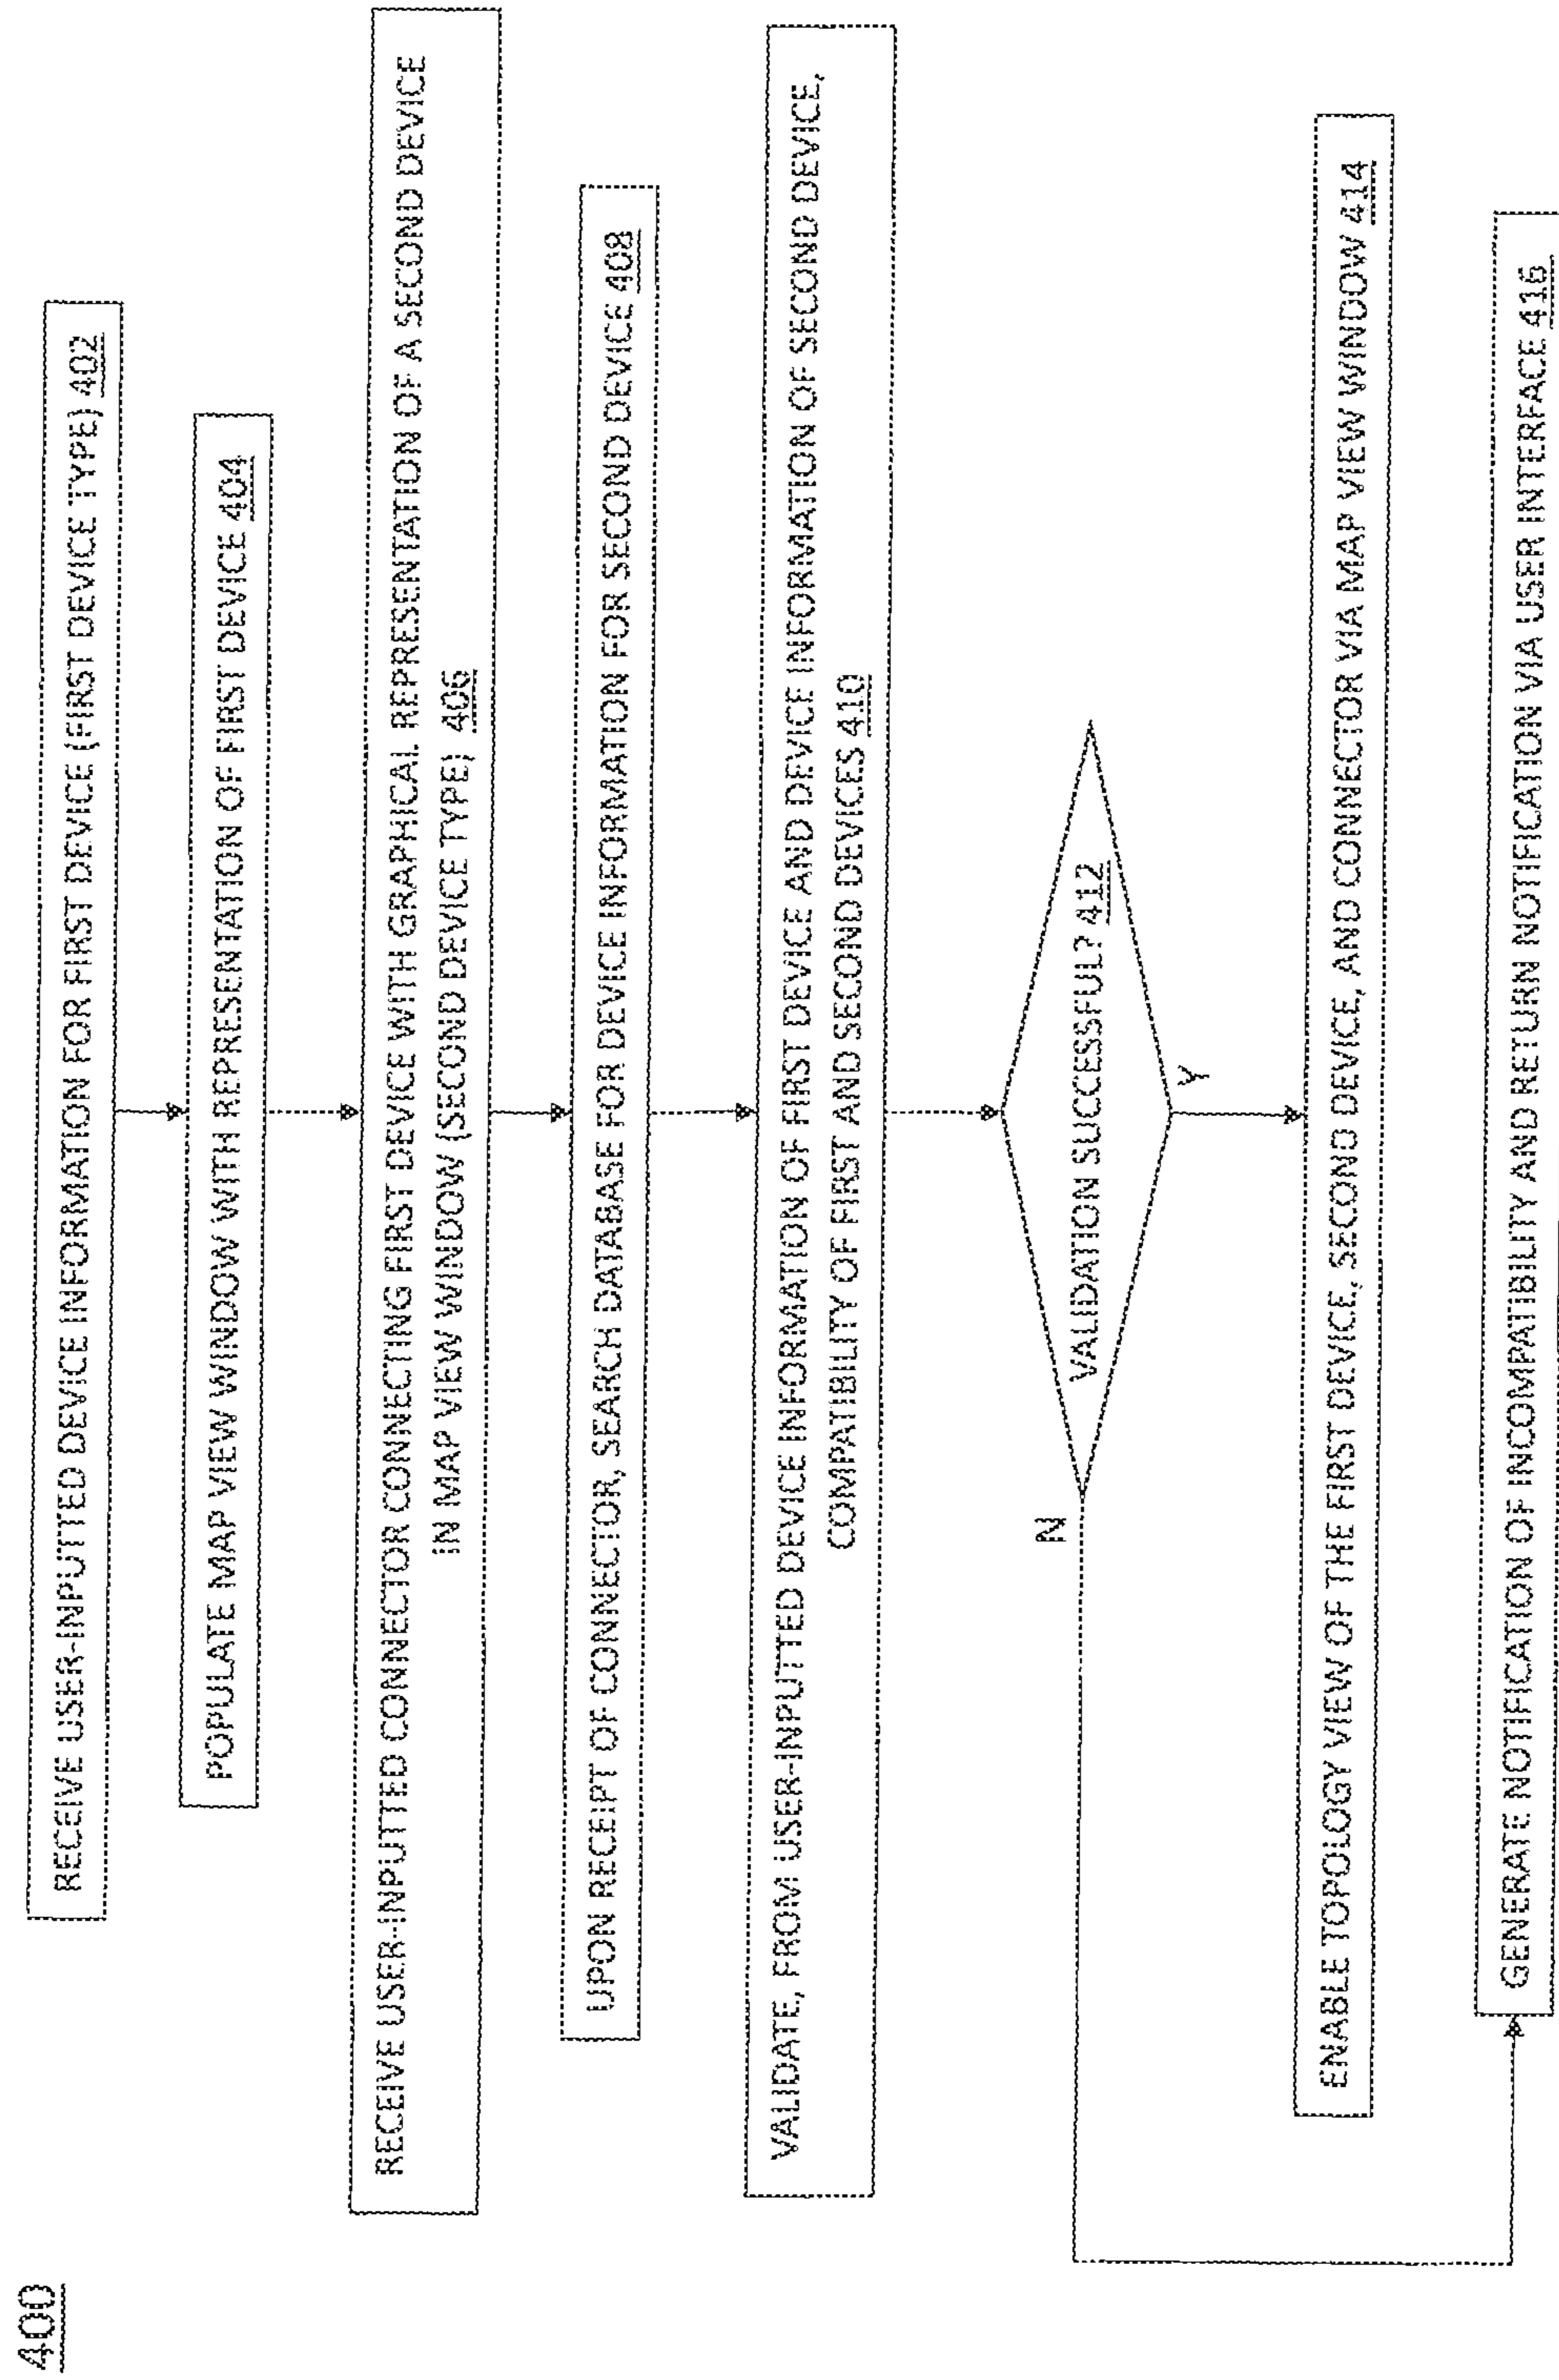 400
RECEIVE USER-INPUTTED DEVICE INFORMATION FOR FIRST DEVICE (FIRST DEVICE TYPE) 402
POPULATE MAP VIEW WINDOW WITH REPRESENTATION OF FIRST DEVICE 404
RECEIVE USER-INPUTTED CONNECTOR CONNECTING FIRST DEVICE WITH GRAPHICAL REPRESENTATION OF A SECOND DEVICE
IN MAP VIEW WINDOW (SECOND DEVICE TYPE) 406
UPON RECEIPT OF CONNECTOR, SEARCH DATABASE FOR DEVICE INFORMATION FOR SECOND DEVICE 408
VALIDATE, FROM USER-INPUTTED DEVICE INFORMATION OF FIRST DEVICE AND DEVICE INFORMATION OF SECOND DEVICE,
COMPATIBILITY OF FIRST AND SECOND DEVICES 410
VALIDATION SUCCESSFUL? 412
N
Y
ENABLE TOPOLOGY VIEW OF THE FIRST DEVICE, SECOND DEVICE, AND CONNECTOR VIA MAP VIEW WINDOW 414
GENERATE NOTIFICATION OF INCOMPATIBILITY AND RETURN NOTIFICATION VIA USER INTERFACE 416